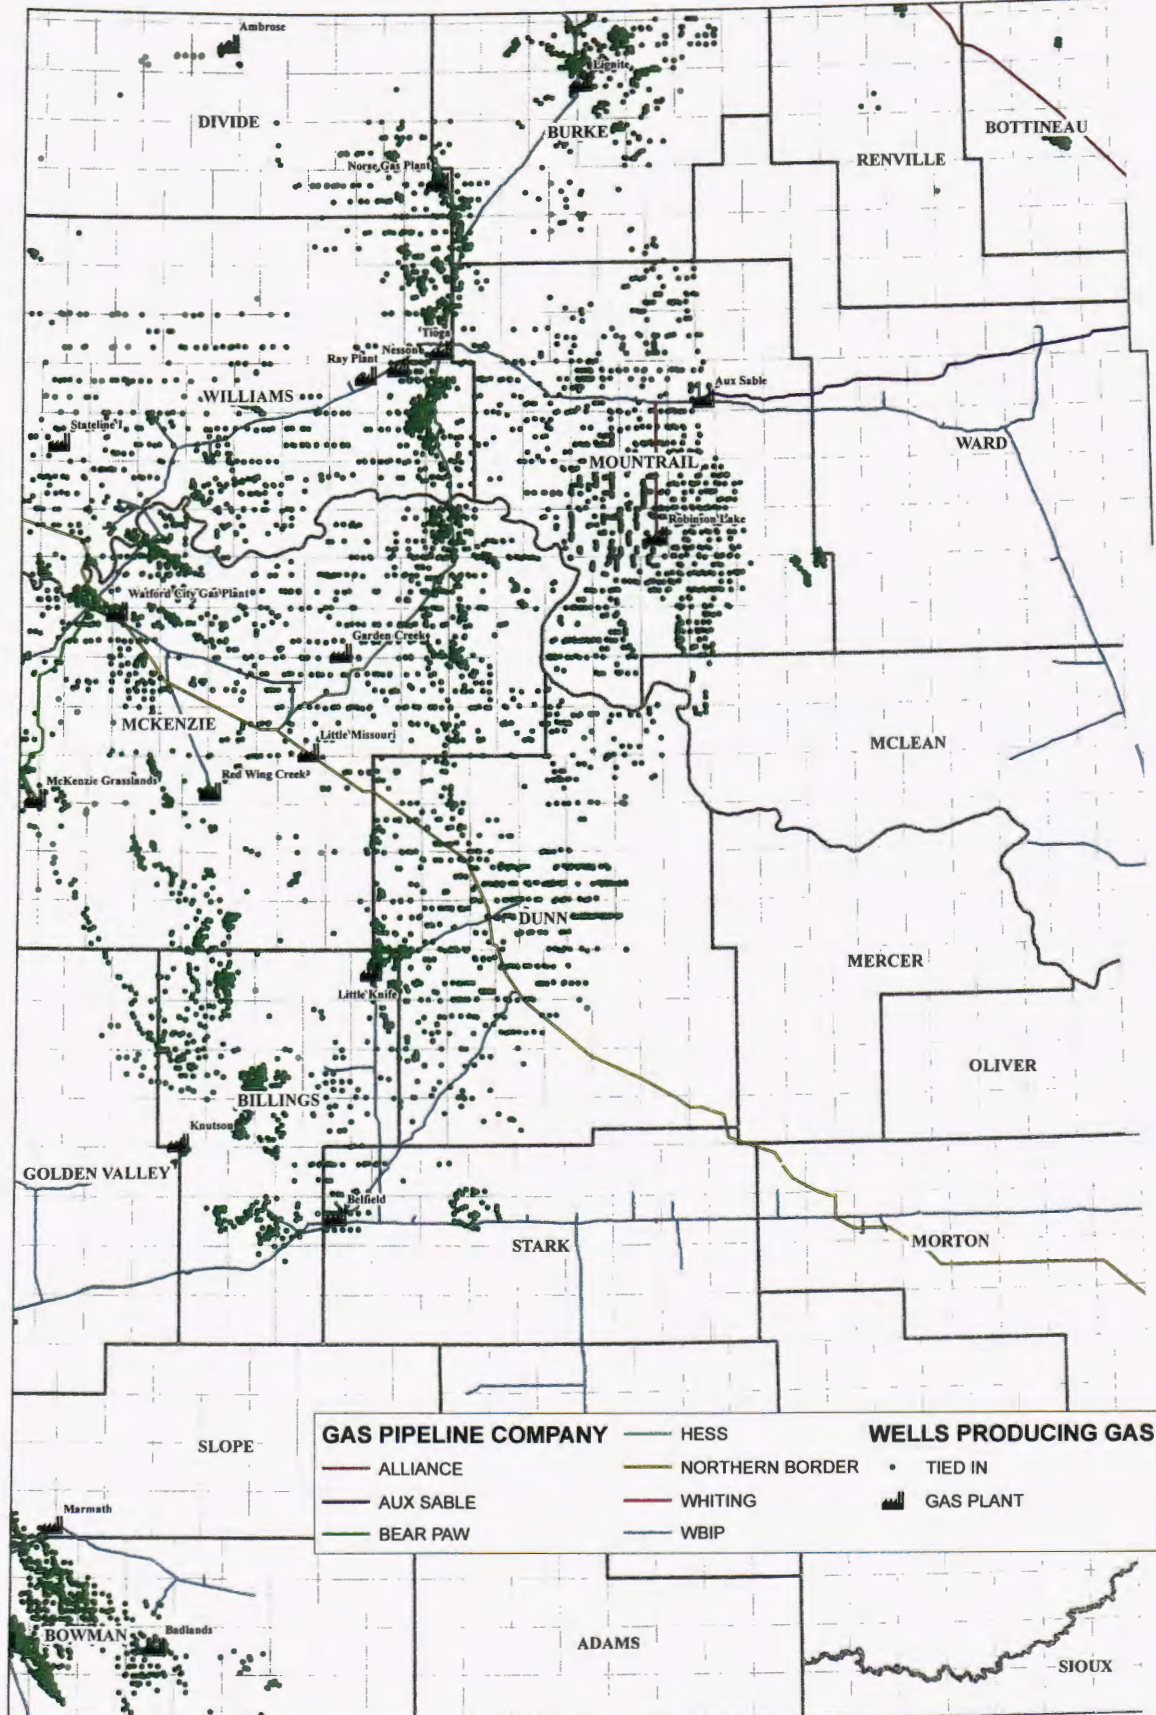 Ambrose
Lignite
DIVIDE
BURKE
BOTTINEAU
RENVILLE
Norse Gas Plant
Tioga
Nesson
Ray Plant
Aux Sable
WILLIAMS
Stateline I
WARD
MOUNTRAIL
Robinson Lake
Watford City Gas Plant
Garden Creek
MCKENZIE
Little Missouri
MCLEAN
McKenzie Grasslands
Red Wing Creek
DUNN
MERCER
Little Knife
OLIVER
BILLINGS
Knutson
GOLDEN VALLEY
Belfield
STARK
MORTON
SLOPE
GAS PIPELINE COMPANY
ALLIANCE
AUX SABLE
BEAR PAW
HESS
NORTHERN BORDER
WHITING
WBIP
WELLS PRODUCING GAS
TIED IN
GAS PLANT
Marmath
BOWMAN
Badlands
ADAMS
SIOUX